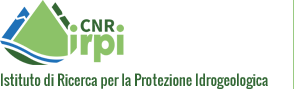 CNR
irpi
Istituto di Ricerca per la Protezione Idrogeologica